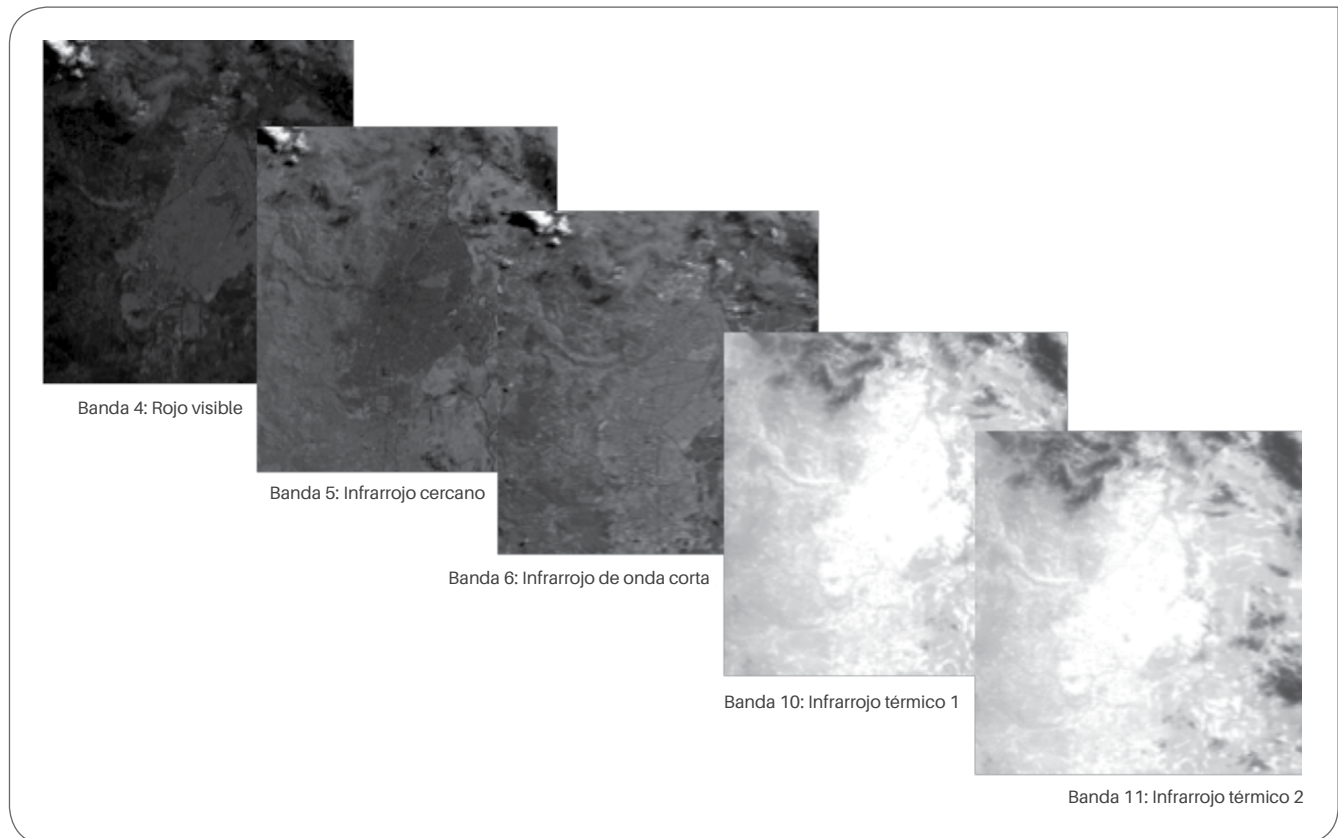 Banda 4: Rojo visible
Banda 5: Infrarrojo cercano
Banda 6: Infrarrojo de onda corta
Banda 10: Infrarrojo térmico 1
Banda 11: Infrarrojo térmico 2